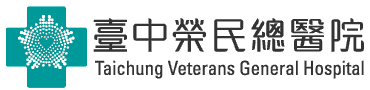 臺中榮民總醫院
Taichung Veterans General Hospital